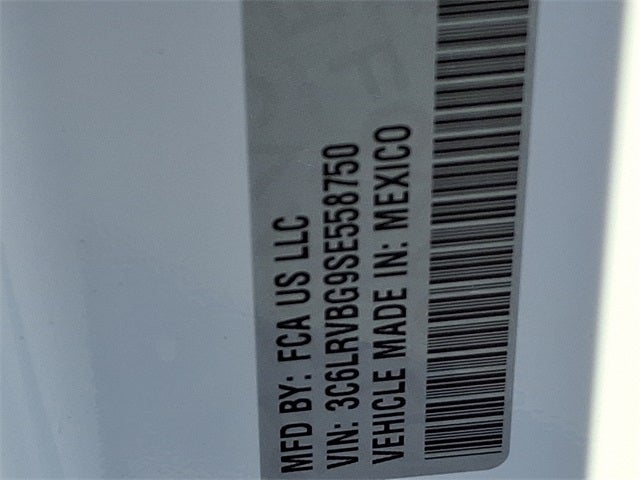 MFD BY: FCA US LLC
VIN: 3C6LRVBG9SE558750
VEHICLE MADE IN: MEXICO